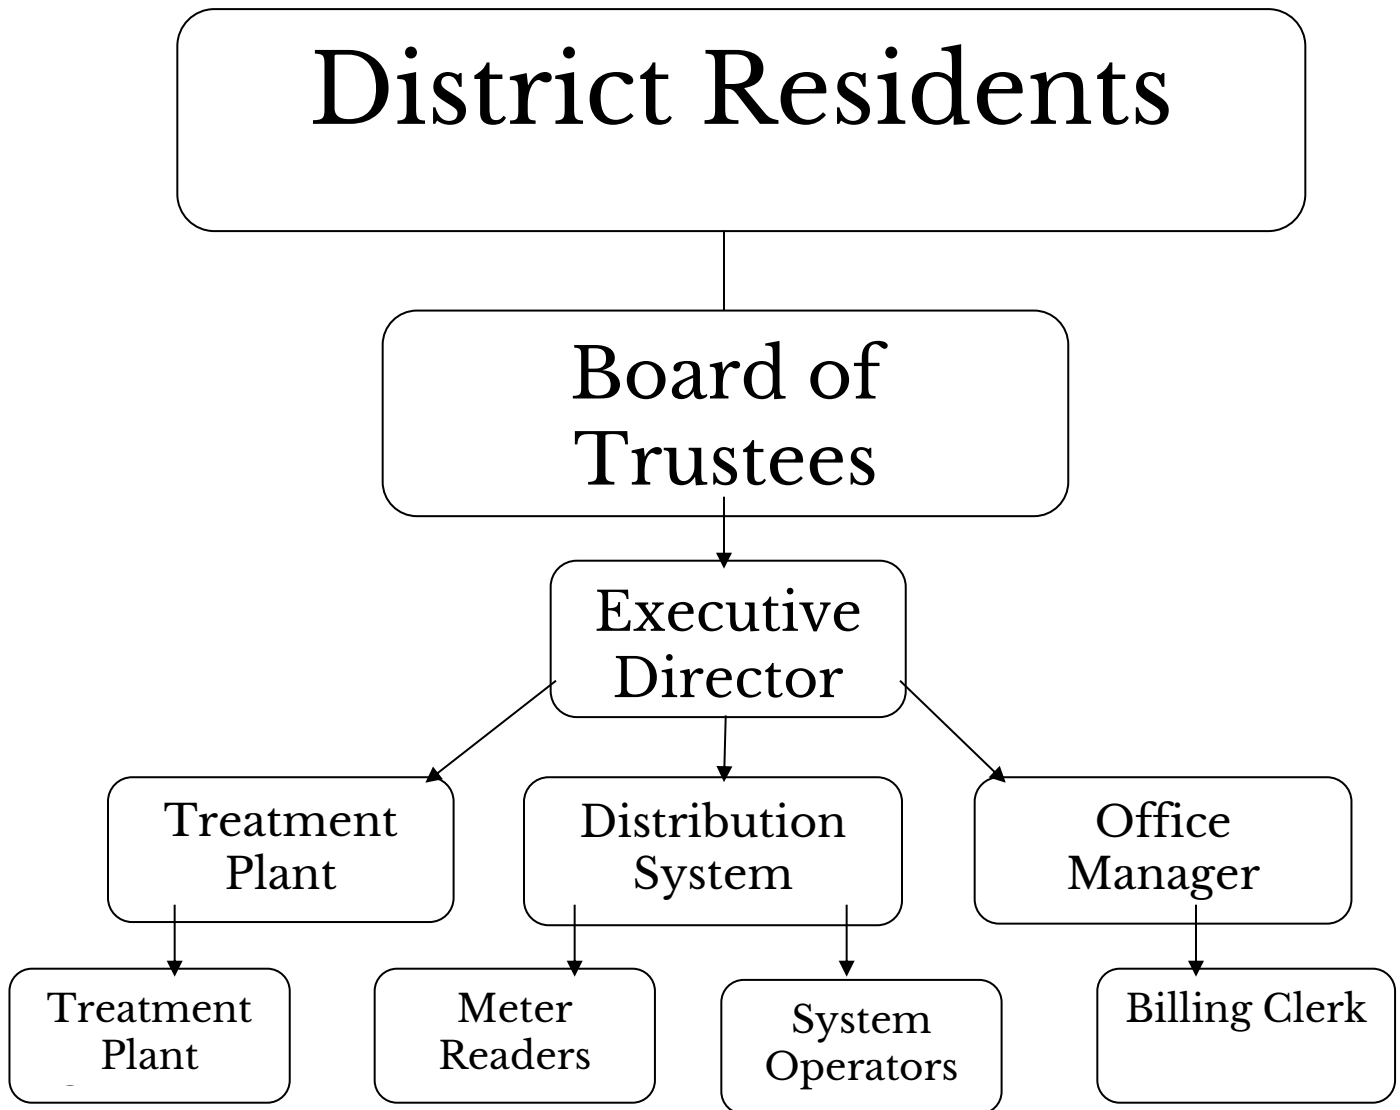 District Residents
Board of
Trustees
Executive
Director
Treatment
Plant
Distribution
System
Office
Manager
Treatment
Plant
Meter
Readers
System
Operators
Billing Clerk